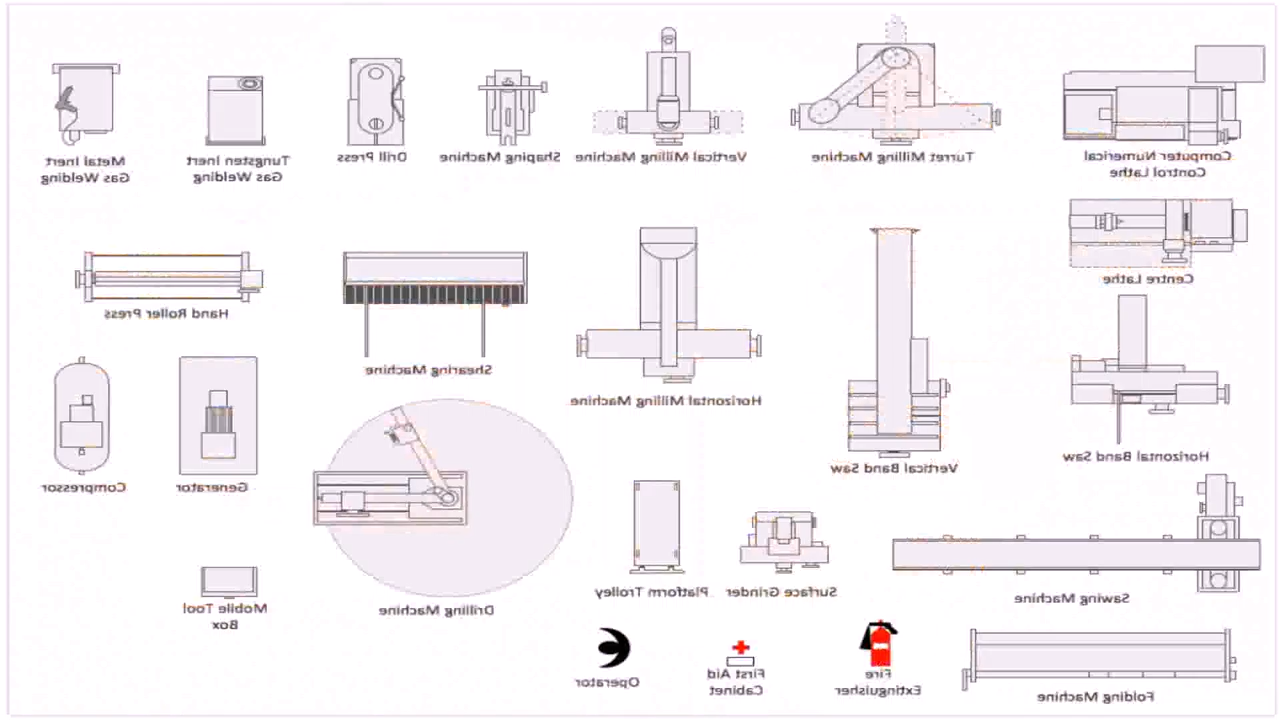 Metal Inert
Gas Welding
Tungsten Inert
Gas Welding
Drill Press
Shaping Machine
Vertical Milling Machine
Turret Milling Machine
Computer Numerical
Control Lathe
Centre Lathe
Hand Roller Press
Shearing Machine
Horizontal Milling Machine
Vertical Band Saw
Horizontal Band Saw
Compressor
Generator
Drilling Machine
Platform Trolley
Surface Grinder
Sawing Machine
Mobile Tool
Box
Operator
First Aid
Cabinet
Fire
Extinguisher
Folding Machine